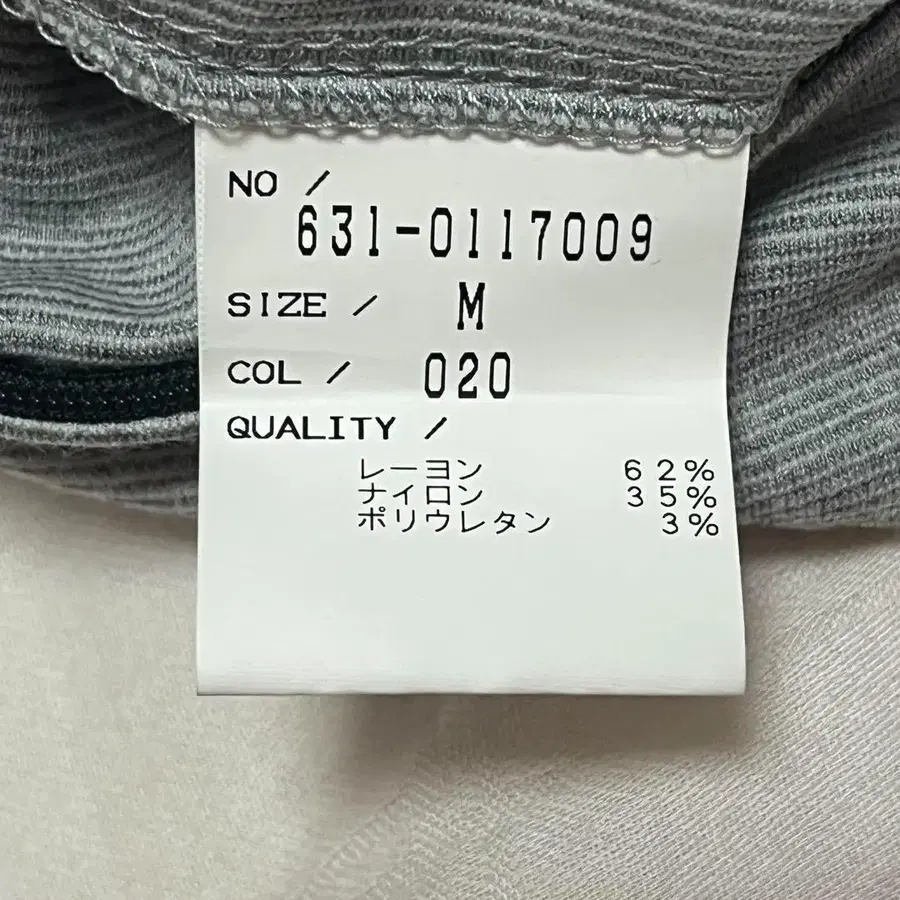 NO /
631-0117009
SIZE / M
COL / 020
QUALITY /
レーヨン 62%
ナイロン 35%
ポリウレタン 3%